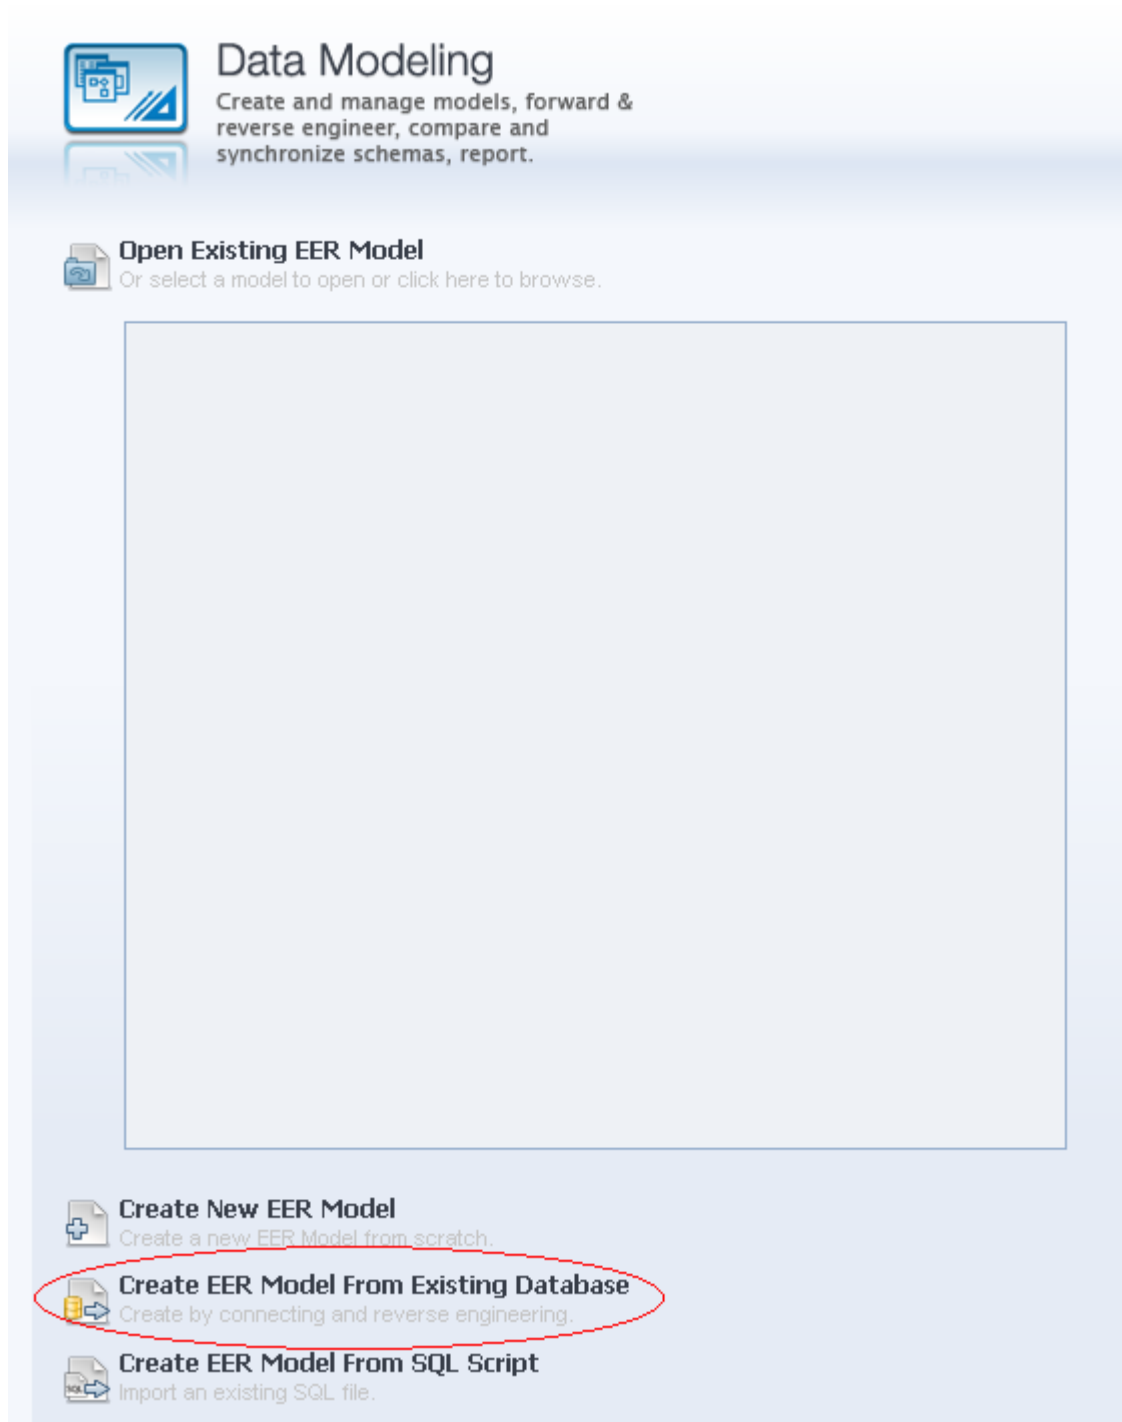 Data Modeling
Create and manage models, forward &
reverse engineer, compare and
synchronize schemas, report.
Open Existing EER Model
Or select a model to open or click here to browse.
Create New EER Model
Create a new EER Model from scratch.
Create EER Model From Existing Database
Create by connecting and reverse engineering.
Create EER Model From SQL Script
SQL
Import an existing SQL file.